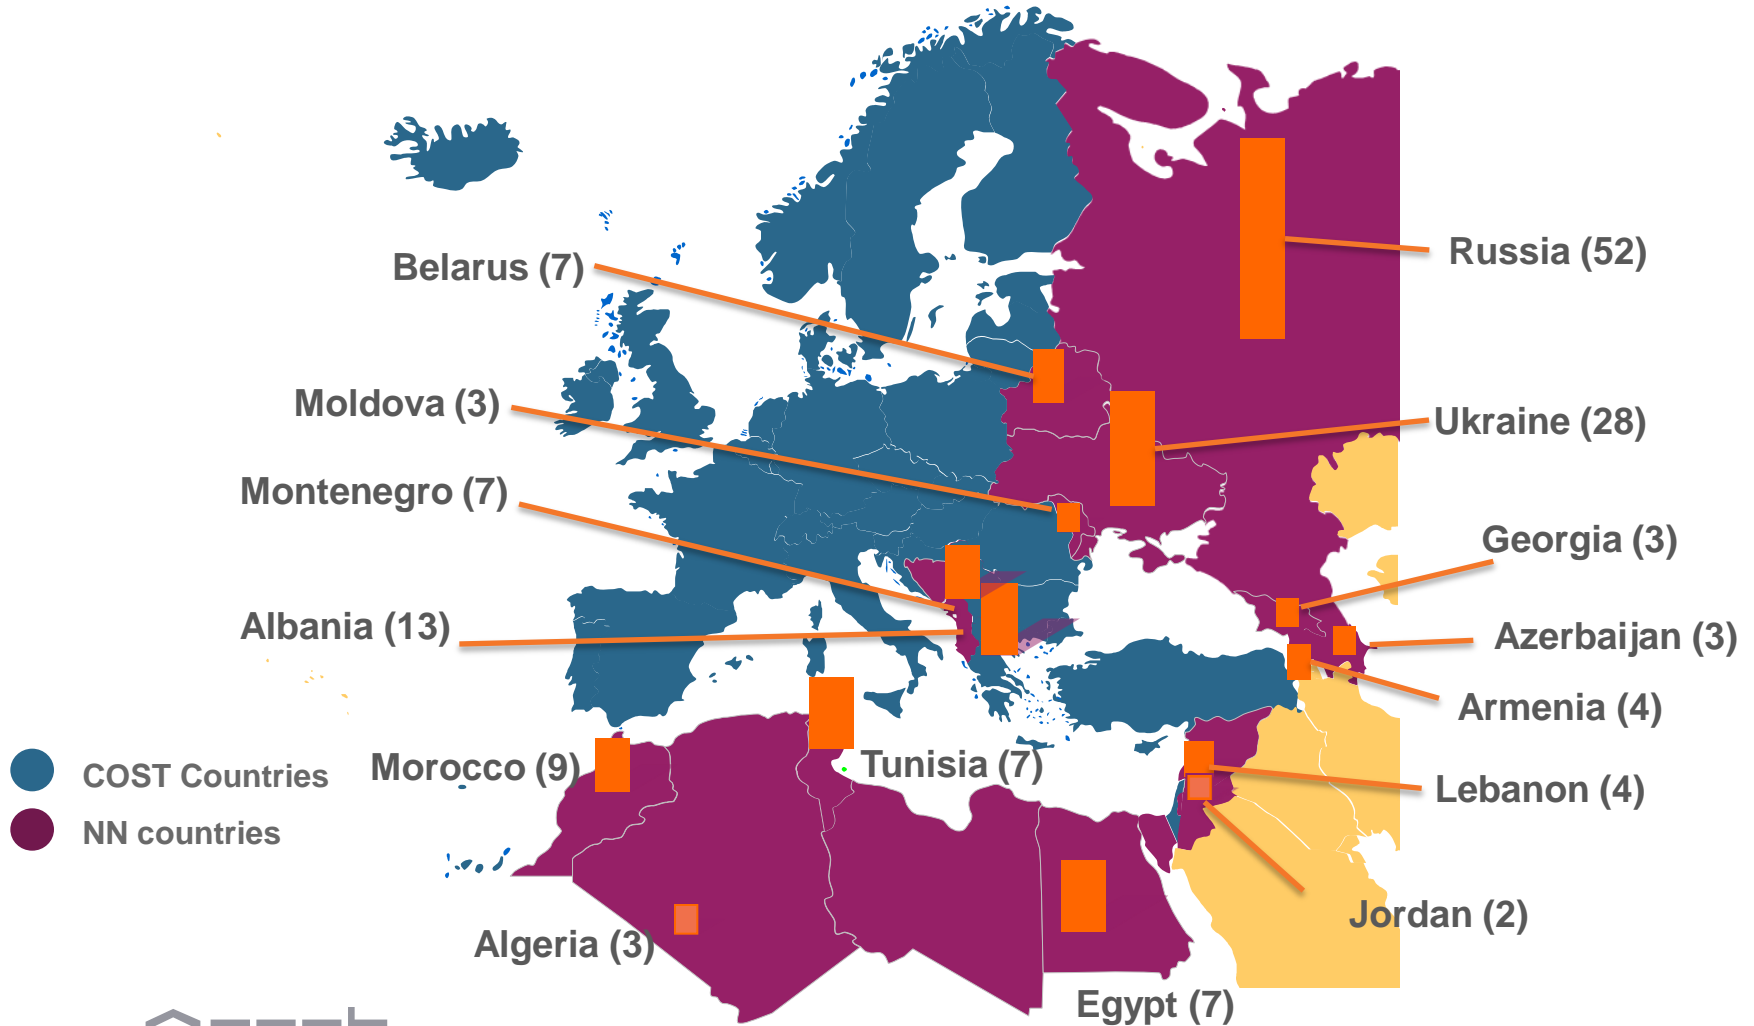 Belarus (7)
Russia (52)
Moldova (3)
Ukraine (28)
Montenegro (7)
Georgia (3)
Albania (13)
Azerbaijan (3)
Armenia (4)
COST Countries
Morocco (9)
Tunisia (7)
Lebanon (4)
NN countries
Jordan (2)
Algeria (3)
Egypt (7)